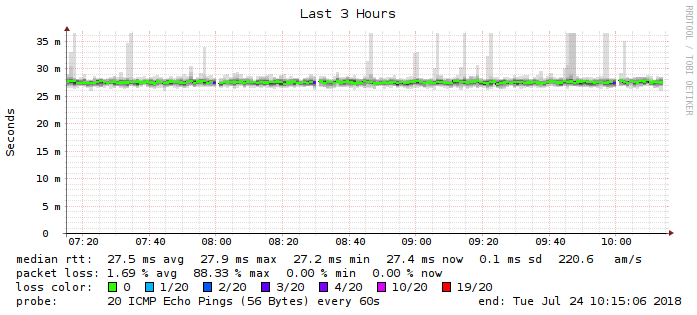 Last 3 Hours
RRDTOOL / TOBI OETIKER
Seconds
35 m
30 m
25 m
20 m
15 m
10 m
5 m
0
07:20 07:40 08:00 08:20 08:40 09:00 09:20 09:40 10:00
median rtt: 27.5 ms avg 27.9 ms max 27.2 ms min 27.4 ms now 0.1 ms sd 220.6 am/s
packet loss: 1.69 % avg 88.33 % max 0.00 % min 0.00 % now
loss color: 0 1/20 2/20 3/20 4/20 10/20 19/20
probe: 20 ICMP Echo Pings (56 Bytes) every 60s end: Tue Jul 24 10:15:06 2018